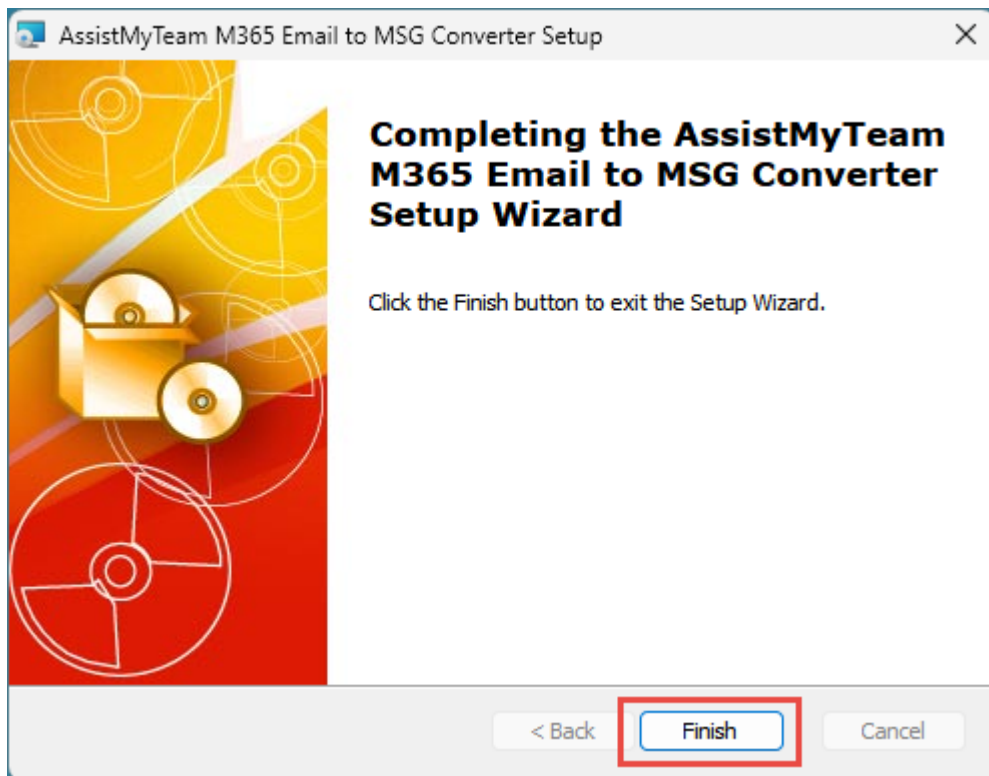 AssistMyTeam M365 Email to MSG Converter Setup
Completing the AssistMyTeam
M365 Email to MSG Converter
Setup Wizard
Click the Finish button to exit the Setup Wizard.
< Back
Finish
Cancel